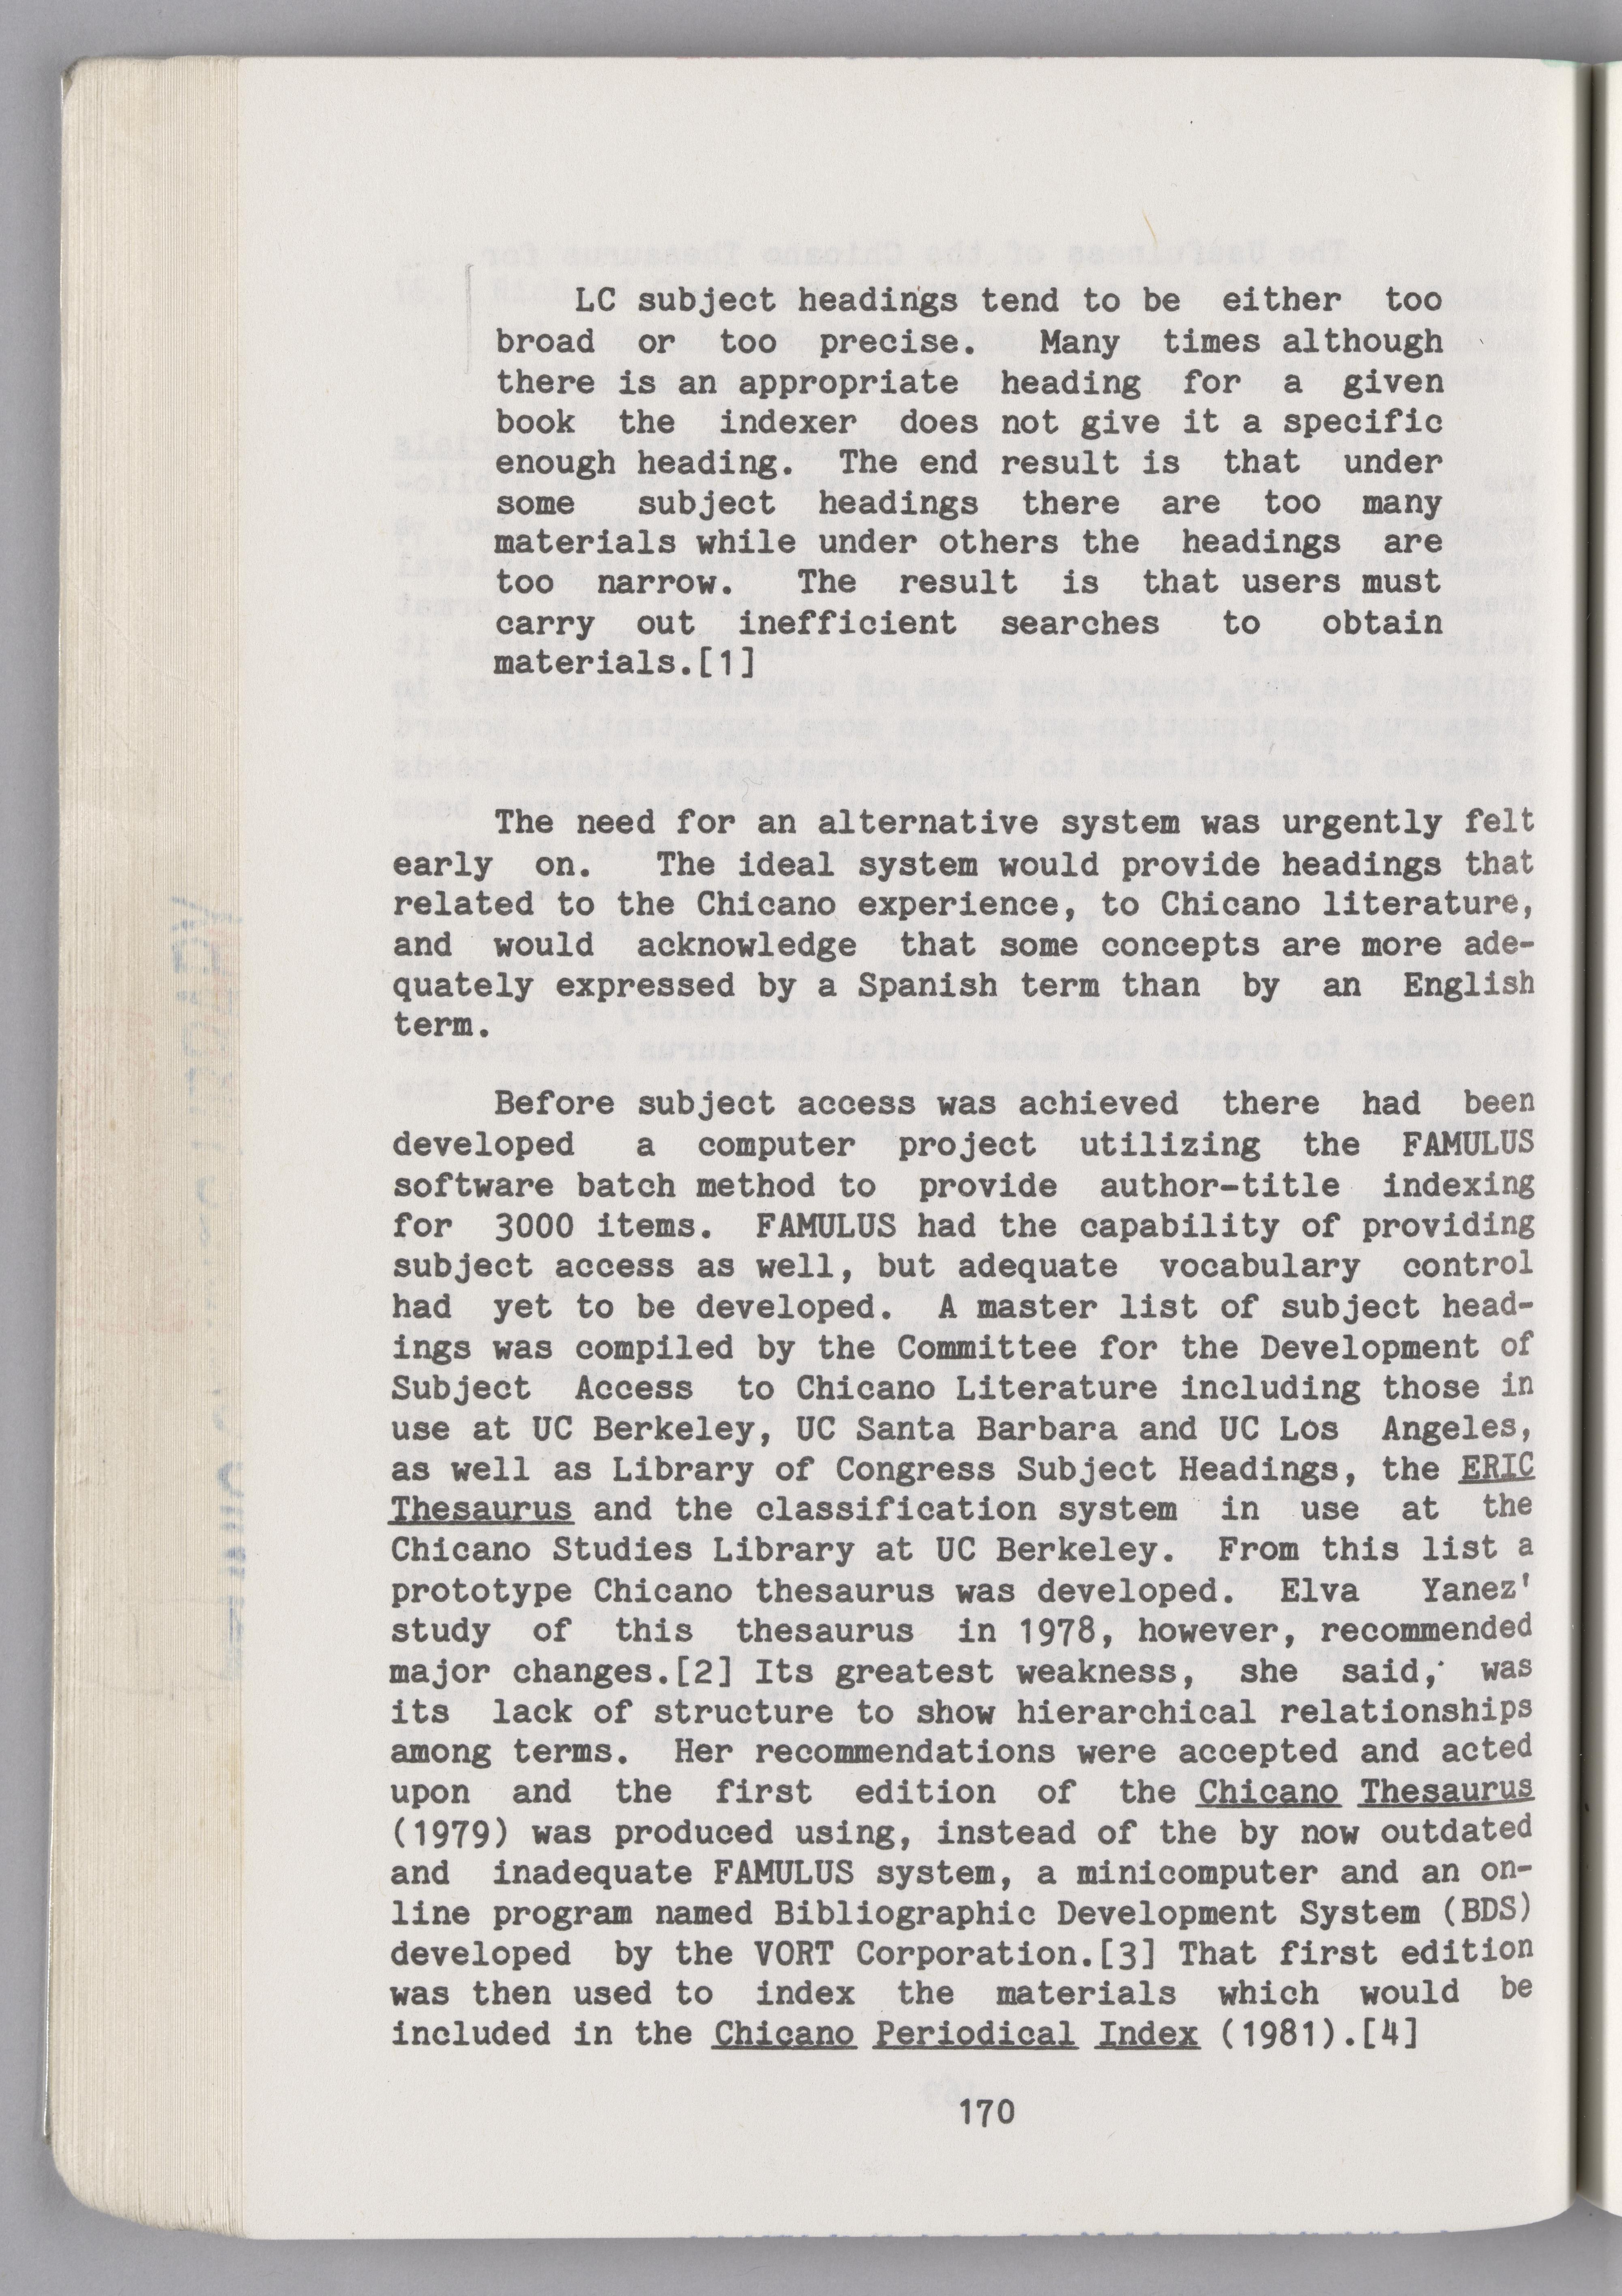 LC subject headings tend to be either too
broad or too precise. Many times although
there is an appropriate heading for a given
book the indexer does not give it a specific
enough heading. The end result is that under
some subject headings there are too many
materials while under others the headings are
too narrow. The result is that users must
carry out inefficient searches to obtain
materials.[1]
The need for an alternative system was urgently felt
early on. The ideal system would provide headings that
related to the Chicano experience, to Chicano literature,
and would acknowledge that some concepts are more ade-
quately expressed by a Spanish term than by an English
term.
Before subject access was achieved there had been
developed a computer project utilizing the FAMULUS
software batch method to provide author-title indexing
for 3000 items. FAMULUS had the capability of providing
subject access as well, but adequate vocabulary control
had yet to be developed. A master list of subject head-
ings was compiled by the Committee for the Development of
Subject Access to Chicano Literature including those in
use at UC Berkeley, UC Santa Barbara and UC Los Angeles,
as well as Library of Congress Subject Headings, the ERIC
Thesaurus and the classification system in use at the
Chicano Studies Library at UC Berkeley. From this list a
prototype Chicano thesaurus was developed. Elva Yanez'
study of this thesaurus in 1978, however, recommended
major changes.[2] Its greatest weakness, she said, was
its lack of structure to show hierarchical relationships
among terms. Her recommendations were accepted and acted
upon and the first edition of the Chicano Thesaurus
(1979) was produced using, instead of the by now outdated
and inadequate FAMULUS system, a minicomputer and an on-
line program named Bibliographic Development System (BDS)
developed by the VORT Corporation.[3] That first edition
was then used to index the materials which would be
included in the Chicano Periodical Index (1981).[4]
170